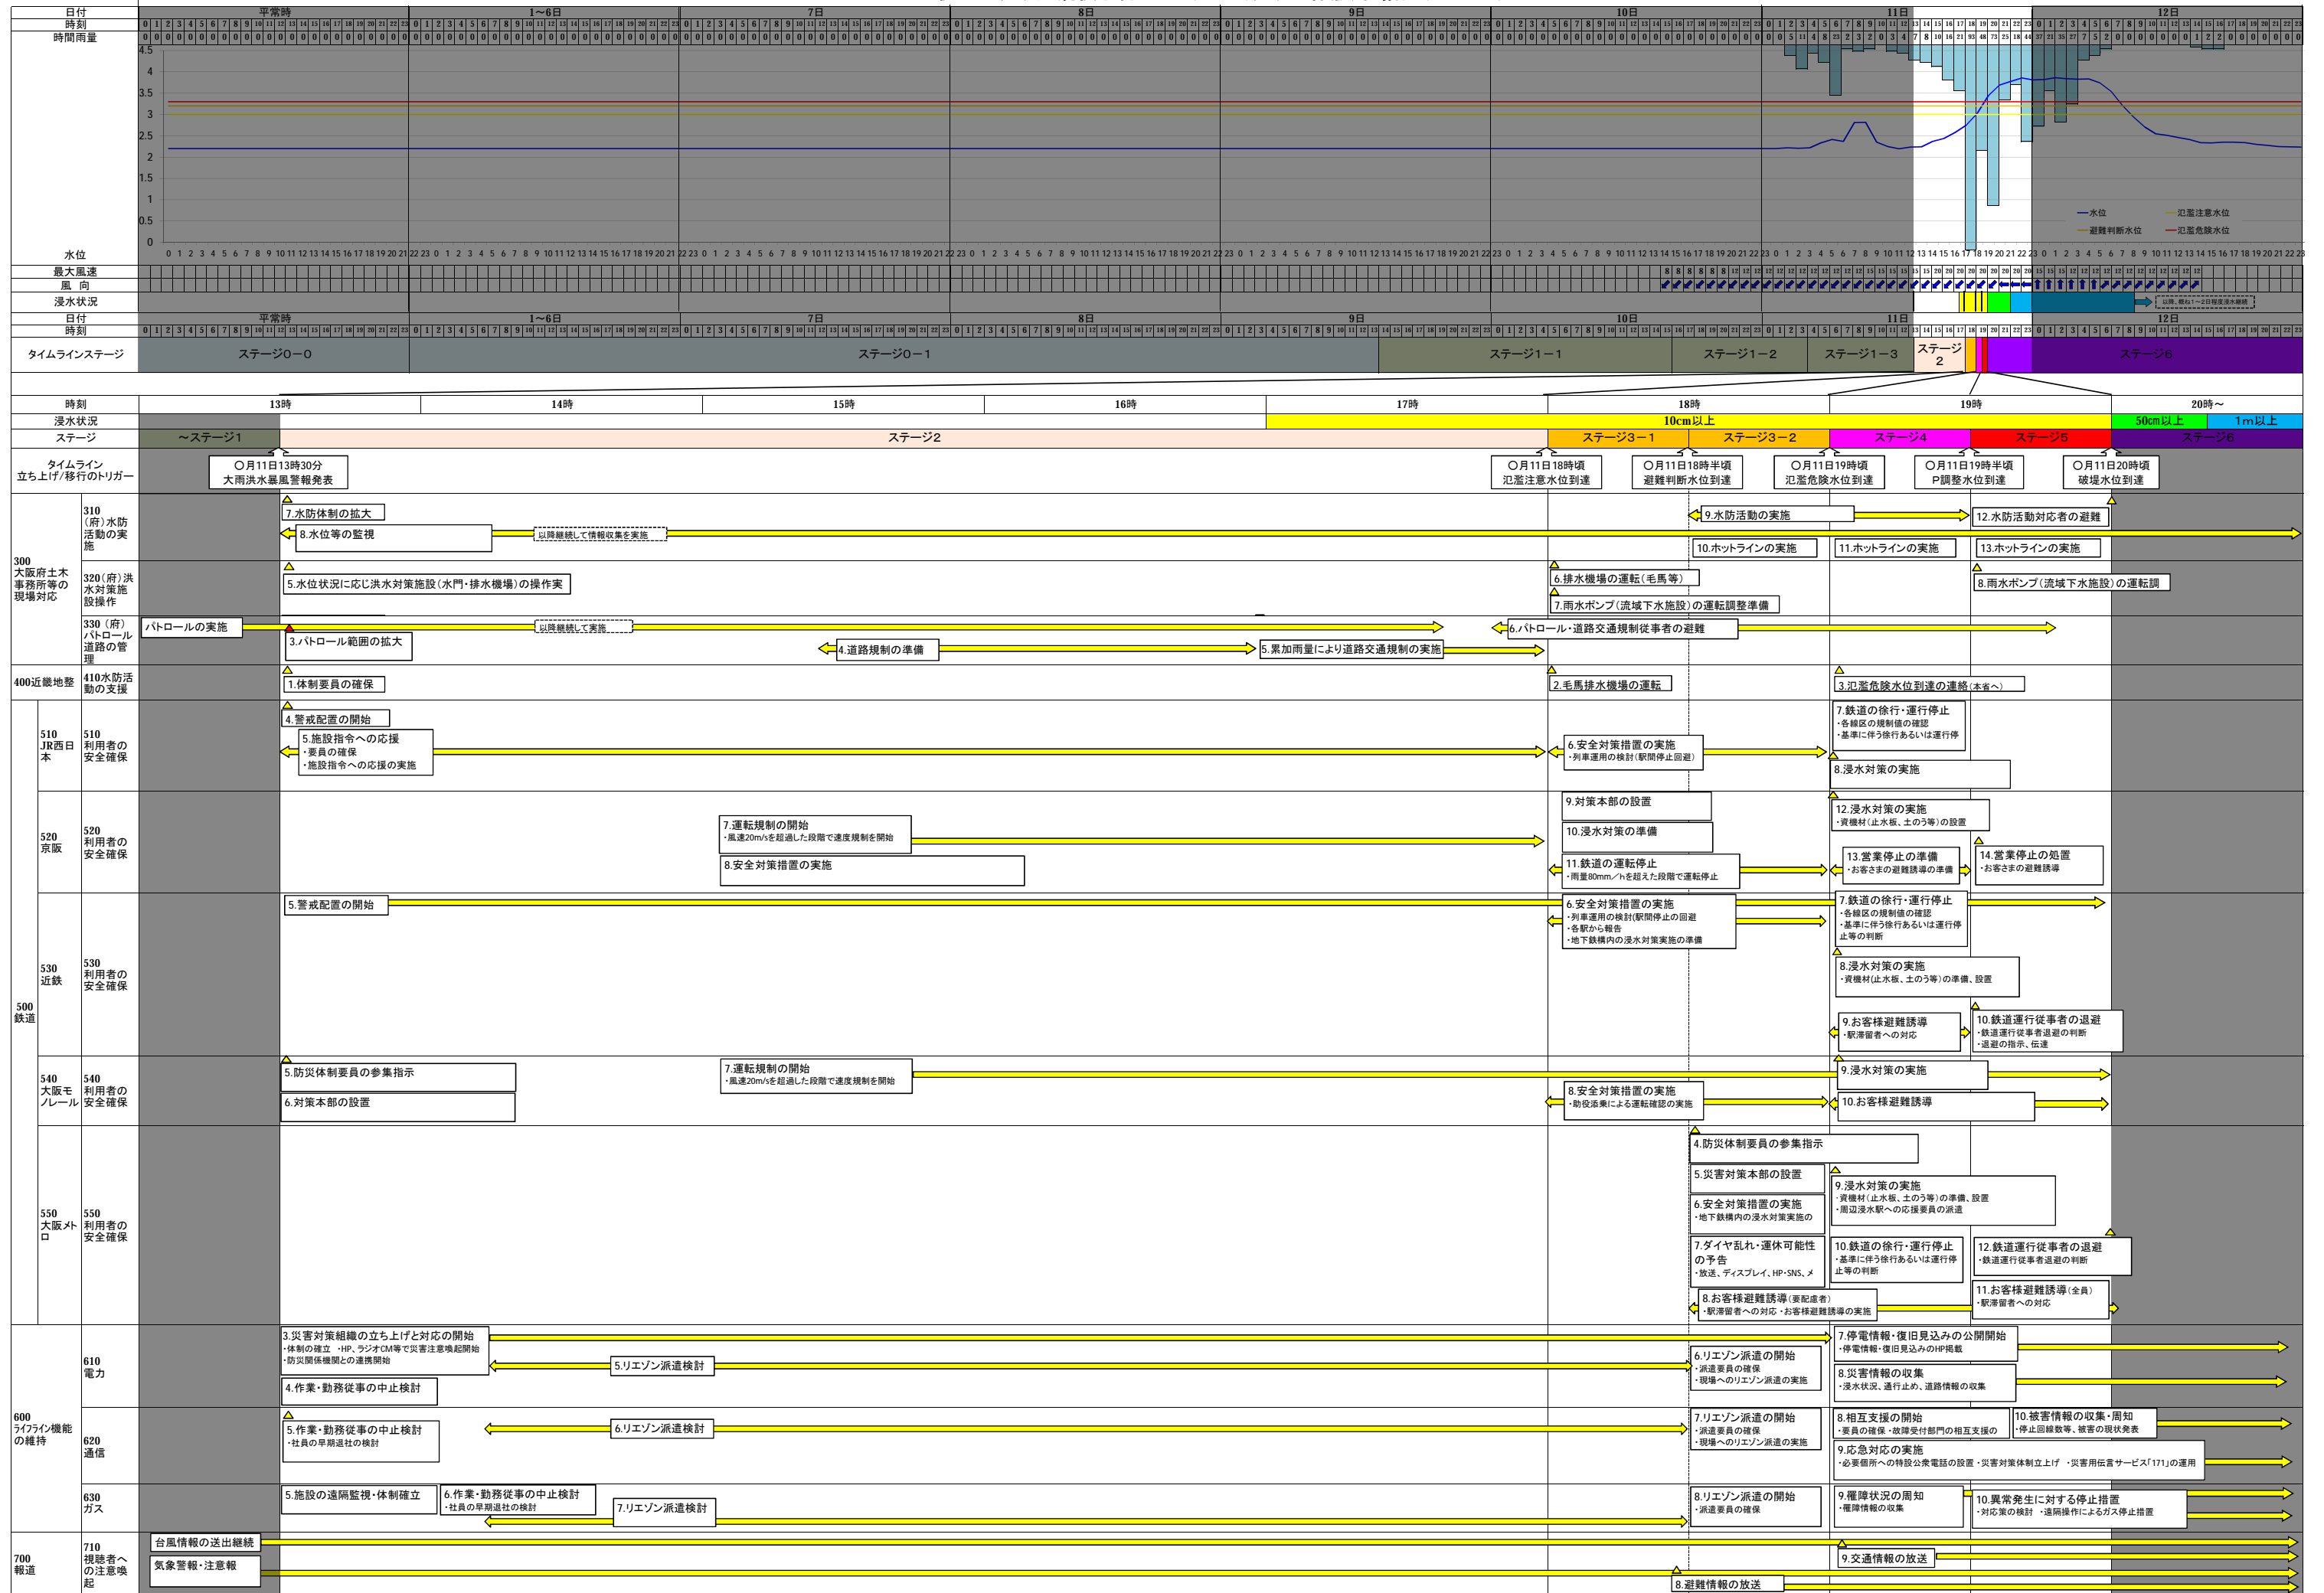 日付 平常時 1～6日 7日 8日 9日 10日 11日 12日
時刻
時間雨量
4.5
4
3.5
3
2.5
2
1.5
1
0.5
0
水位 氾濫注意水位
避難判断水位 氾濫危険水位
水位
最大風速
風 向
浸水状況
以降、概ね1～2日程度浸水継続
日付 平常時 1～6日 7日 8日 9日 10日 11日 12日
時刻
タイムラインステージ ステージ0－0 ステージ0－1 ステージ1－1 ステージ1－2 ステージ1－3 ステージ2 ステージ6
時刻 13時 14時 15時 16時 17時 18時 19時 20時～
浸水状況 10cm以上 50cm以上 1m以上
ステージ ～ステージ1 ステージ2 ステージ3－1 ステージ3－2 ステージ4 ステージ5 ステージ6
タイムライン
立ち上げ/移行のトリガー
〇月11日13時30分
大雨洪水暴風警報発表
〇月11日18時頃
氾濫注意水位到達
〇月11日18時半頃
避難判断水位到達
〇月11日19時頃
氾濫危険水位到達
〇月11日19時半頃
P調整水位到達
〇月11日20時頃
破堤水位到達
300
大阪府土木
事務所等の
現場対応
310
（府）水防
活動の実
施
7.水防体制の拡大
8.水位等の監視
以降継続して情報収集を実施
9.水防活動の実施
12.水防活動対応者の避難
10.ホットラインの実施
11.ホットラインの実施
13.ホットラインの実施
320（府）洪
水対策施
設操作
5.水位状況に応じ洪水対策施設（水門・排水機場）の操作実
6.排水機場の運転（毛馬等）
7.雨水ポンプ（流域下水施設）の運転調整準備
8.雨水ポンプ（流域下水施設）の運転調
330 （府）
パトロール
道路の管
理
パトロールの実施
3.パトロール範囲の拡大
以降継続して実施
4.道路規制の準備
5.累加雨量により道路交通規制の実施
6.パトロール・道路交通規制従事者の避難
400近畿地整
410水防活
動の支援
1.体制要員の確保
2.毛馬排水機場の運転
3.氾濫危険水位到達の連絡（本省へ）
500
鉄道
510
JR西日
本
510
利用者の
安全確保
4.警戒配置の開始
5.施設指令への応援
・要員の確保
・施設指令への応援の実施
6.安全対策措置の実施
・列車運用の検討（駅間停止回避）
7.鉄道の徐行・運行停止
・各線区の規制値の確認
・基準に伴う徐行あるいは運行停
8.浸水対策の実施
520
京阪
520
利用者の
安全確保
7.運転規制の開始
・風速20m/sを超過した段階で速度規制を開始
8.安全対策措置の実施
9.対策本部の設置
10.浸水対策の準備
11.鉄道の運転停止
・雨量80mm／hを超えた段階で運転停止
12.浸水対策の実施
・資機材（止水板、土のう等）の設置
13.営業停止の準備
・お客さまの避難誘導の準備
14.営業停止の処置
・お客さまの避難誘導
530
近鉄
530
利用者の
安全確保
5.警戒配置の開始
6.安全対策措置の実施
・列車運用の検討(駅間停止の回避
・各駅から報告
・地下鉄構内の浸水対策実施の準備
7.鉄道の徐行・運行停止
・各線区の規制値の確認
・基準に伴う徐行あるいは運行停
止等の判断
8.浸水対策の実施
・資機材(止水板、土のう等)の準備、設置
9.お客様避難誘導
・駅滞留者への対応
10.鉄道運行従事者の退避
・鉄道運行従事者退避の判断
・退避の指示、伝達
540
大阪モ
ノレール
540
利用者の
安全確保
5.防災体制要員の参集指示
6.対策本部の設置
7.運転規制の開始
・風速20m/sを超過した段階で速度規制を開始
8.安全対策措置の実施
・助役添乗による運転確認の実施
9.浸水対策の実施
10.お客様避難誘導
550
大阪メト
ロ
550
利用者の
安全確保
4.防災体制要員の参集指示
5.災害対策本部の設置
6.安全対策措置の実施
・地下鉄構内の浸水対策実施の
7.ダイヤ乱れ・運休可能性
の予告
・放送、ディスプレイ、HP・SNS、メ
8.お客様避難誘導（要配慮者）
・駅滞留者への対応 ・お客様避難誘導の実施
9.浸水対策の実施
・資機材（止水板、土のう等）の準備、設置
・周辺浸水駅への応援要員の派遣
10.鉄道の徐行・運行停止
・基準に伴う徐行あるいは運行停
止等の判断
12.鉄道運行従事者の退避
・鉄道運行従事者退避の判断
11.お客様避難誘導（全員）
・駅滞留者への対応
600
ライフライン機能
の維持
610
電力
3.災害対策組織の立ち上げと対応の開始
・体制の確立 ・HP、ラジオCM等で災害注意喚起開始
・防災関係機関との連携開始
4.作業・勤務従事の中止検討
5.リエゾン派遣検討
6.リエゾン派遣の開始
・派遣要員の確保
・現場へのリエゾン派遣の実施
7.停電情報・復旧見込みの公開開始
・停電情報・復旧見込みのHP掲載
8.災害情報の収集
・浸水状況、通行止め、道路情報の収集
620
通信
5.作業・勤務従事の中止検討
・社員の早期退社の検討
6.リエゾン派遣検討
7.リエゾン派遣の開始
・派遣要員の確保
・現場へのリエゾン派遣の実施
8.相互支援の開始
・要員の確保・故障受付部門の相互支援の
10.被害情報の収集・周知
・停止回線数等、被害の現状発表
9.応急対応の実施
・必要個所への特設公衆電話の設置 ・災害対策体制立上げ ・災害用伝言サービス「171」の運用
630
ガス
5.施設の遠隔監視・体制確立
6.作業・勤務従事の中止検討
・社員の早期退社の検討
7.リエゾン派遣検討
8.リエゾン派遣の開始
・派遣要員の確保
9.罹障状況の周知
・罹障情報の収集
10.異常発生に対する停止措置
・対応策の検討 ・遠隔操作によるガス停止措置
700
報道
710
視聴者へ
の注意喚
起
台風情報の送出継続
気象警報・注意報
9.交通情報の放送
8.避難情報の放送